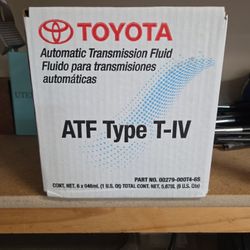 TOYOTA
Automatic Transmission Fluid
Fluido para transmisiones
automáticas
ATF Type T-IV
PART NO. 00279-000T4-6S
CONT. NET. 6 x 946mL (1 U.S. Qt) TOTAL CONT. NET. 5,676L (6 U.S. Qts)